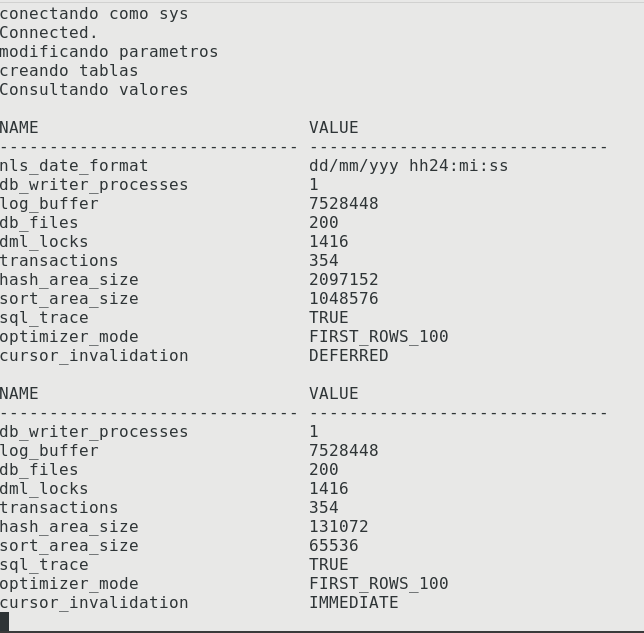 conectando como sys
Connected.
modificando parametros
creando tablas
Consultando valores
NAME VALUE
------------------------------ ------------------------------
nls_date_format dd/mm/yyy hh24:mi:ss
db_writer_processes 1
log_buffer 7528448
db_files 200
dml_locks 1416
transactions 354
hash_area_size 2097152
sort_area_size 1048576
sql_trace TRUE
optimizer_mode FIRST_ROWS_100
cursor_invalidation DEFERRED
NAME VALUE
------------------------------ ------------------------------
db_writer_processes 1
log_buffer 7528448
db_files 200
dml_locks 1416
transactions 354
hash_area_size 131072
sort_area_size 65536
sql_trace TRUE
optimizer_mode FIRST_ROWS_100
cursor_invalidation IMMEDIATE